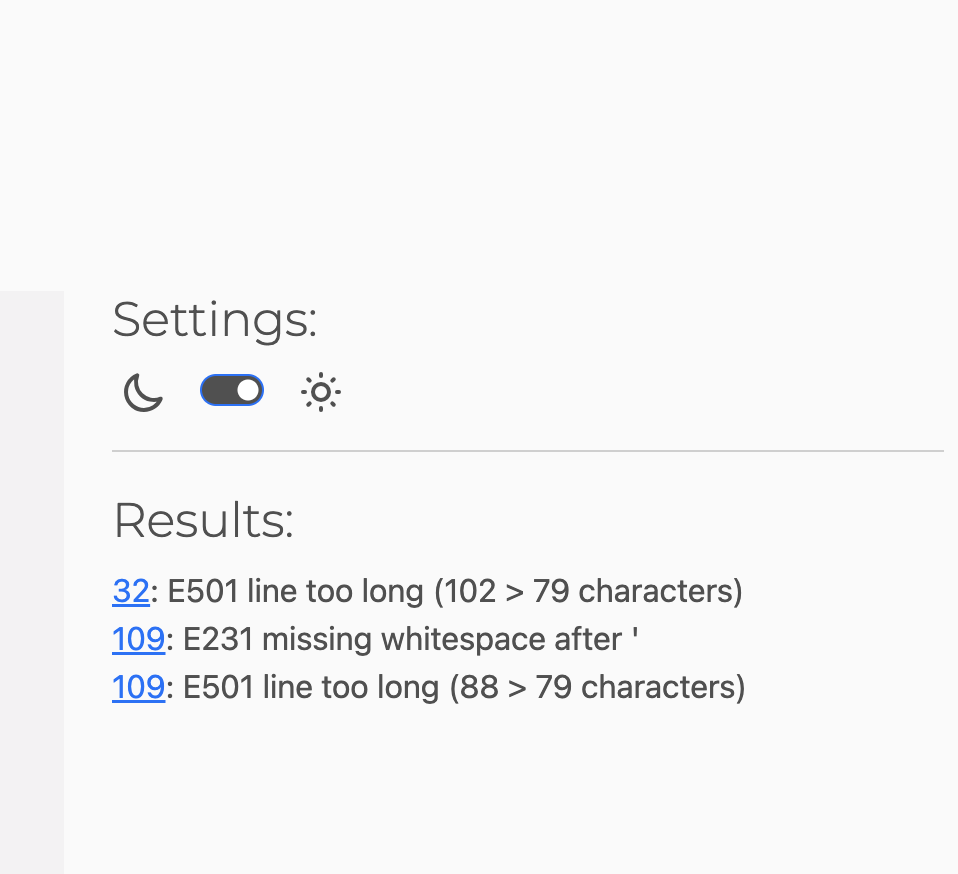 Settings:
Results:
32: E501 line too long (102 > 79 characters)
109: E231 missing whitespace after '
109: E501 line too long (88 > 79 characters)